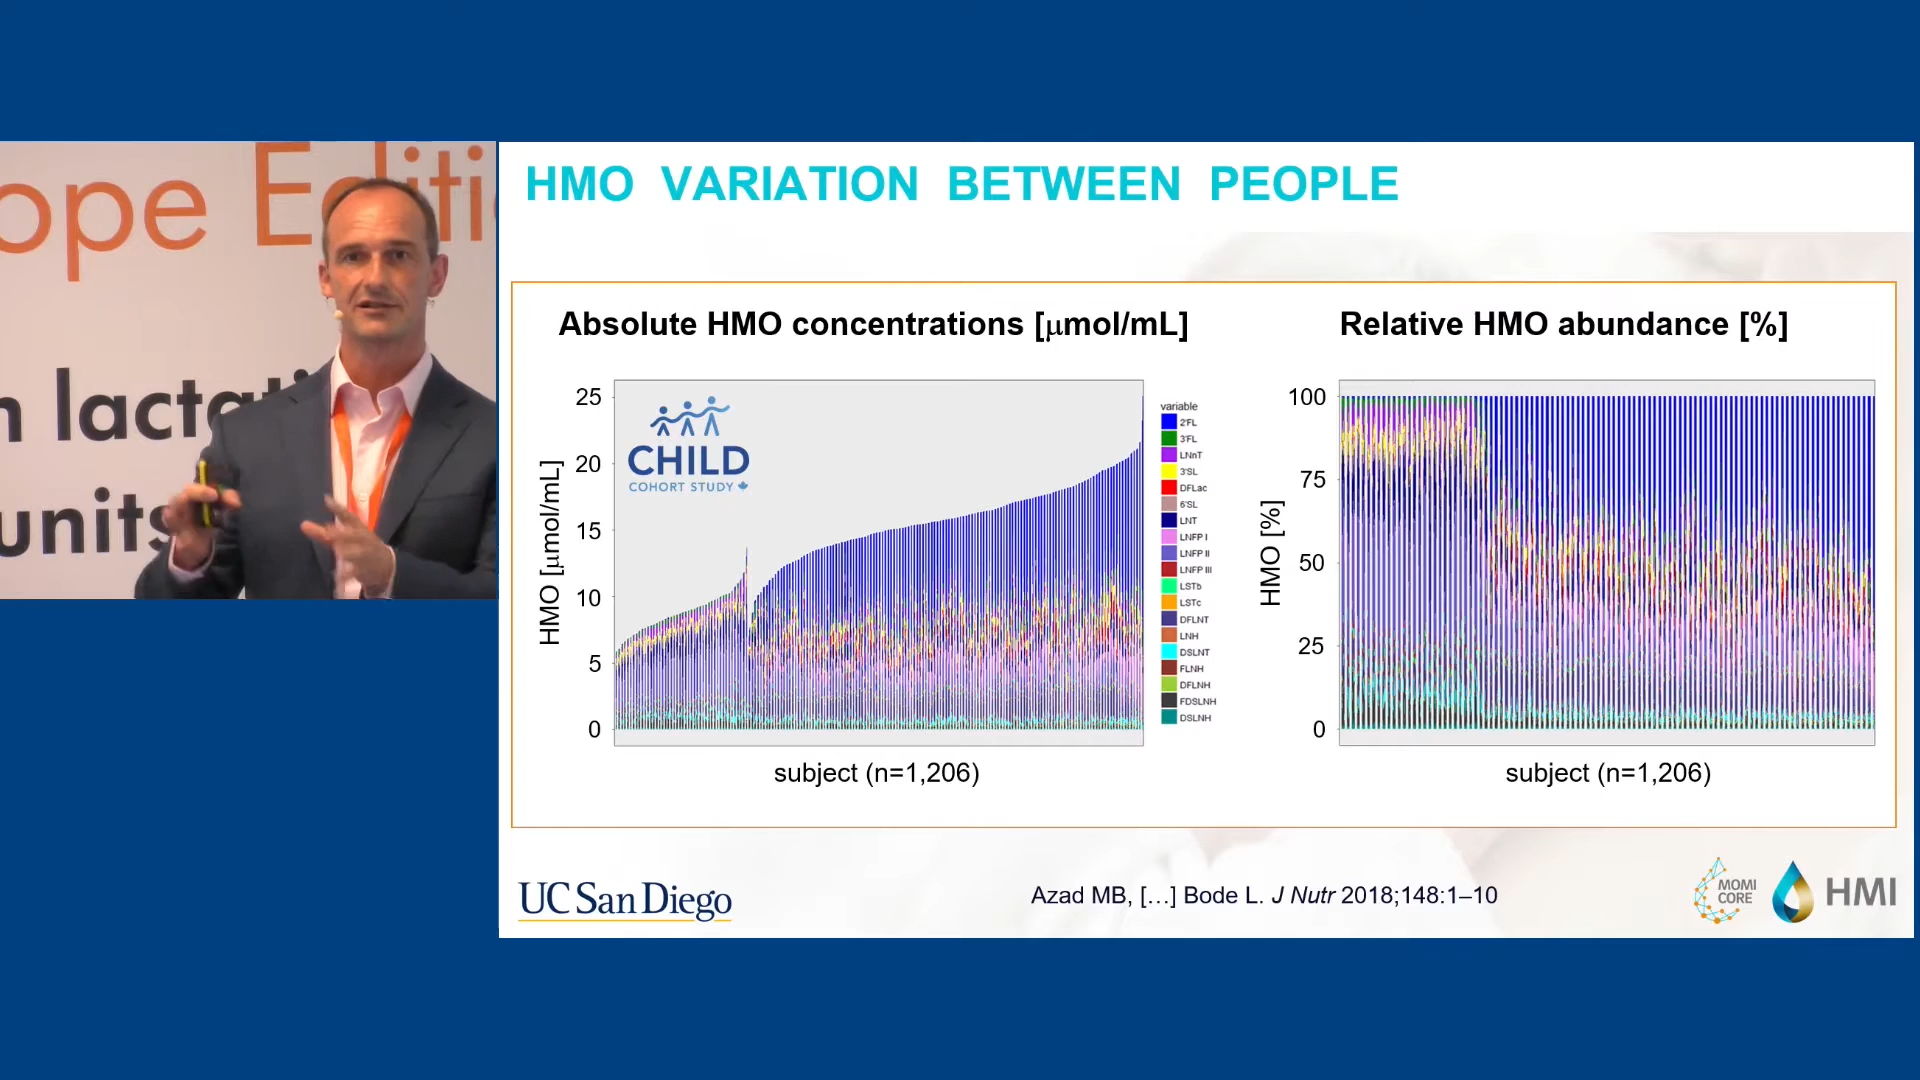 ope Editi
n lacta
units
HMO VARIATION BETWEEN PEOPLE
Absolute HMO concentrations [μmol/mL]
HMO [μmol/mL]
25
20
15
10
5
0
CHILD
COHORT STUDY
subject (n=1,206)
variable
2'FL
3'FL
LNnT
3'SL
DFLac
6'SL
LNT
LNFP I
LNFP II
LNFP III
LSTb
LSTc
DFLNT
LNH
DSLNT
FLNH
DFLNH
FDSLNH
DSLNH
Relative HMO abundance [%]
HMO [%]
100
75
50
25
0
subject (n=1,206)
UC San Diego
Azad MB, […] Bode L. J Nutr 2018;148:1–10
MOMI
CORE
HMI